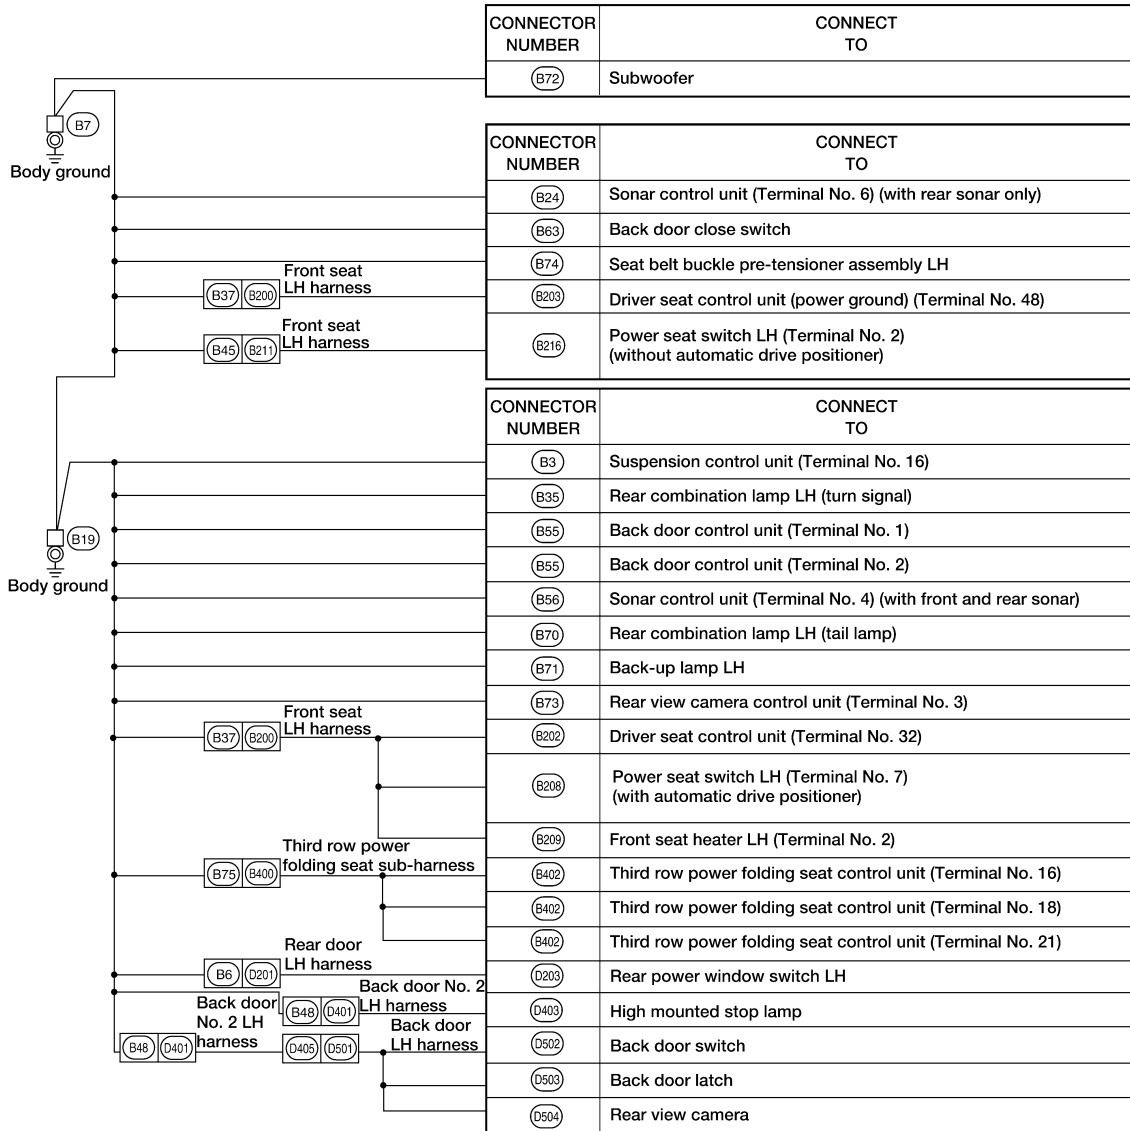 CONNECTOR NUMBER
CONNECT TO
B72
Subwoofer
B7
Body ground
CONNECTOR NUMBER
CONNECT TO
B24
Sonar control unit (Terminal No. 6) (with rear sonar only)
B63
Back door close switch
B74
Seat belt buckle pre-tensioner assembly LH
Front seat
LH harness
B37 B200
B203
Driver seat control unit (power ground) (Terminal No. 48)
Front seat
LH harness
B45 B211
B216
Power seat switch LH (Terminal No. 2)
(without automatic drive positioner)
CONNECTOR NUMBER
CONNECT TO
B3
Suspension control unit (Terminal No. 16)
B35
Rear combination lamp LH (turn signal)
B19
Body ground
B55
Back door control unit (Terminal No. 1)
B55
Back door control unit (Terminal No. 2)
B56
Sonar control unit (Terminal No. 4) (with front and rear sonar)
B70
Rear combination lamp LH (tail lamp)
B71
Back-up lamp LH
B73
Rear view camera control unit (Terminal No. 3)
Front seat
LH harness
B37 B200
B202
Driver seat control unit (Terminal No. 32)
B208
Power seat switch LH (Terminal No. 7)
(with automatic drive positioner)
B209
Front seat heater LH (Terminal No. 2)
Third row power
folding seat sub-harness
B75 B400
B402
Third row power folding seat control unit (Terminal No. 16)
B402
Third row power folding seat control unit (Terminal No. 18)
B402
Third row power folding seat control unit (Terminal No. 21)
Rear door
LH harness
B6 D201
D203
Rear power window switch LH
Back door No. 2
LH harness
B48 D401
D403
High mounted stop lamp
Back door
No. 2 LH
harness
B48 D401
D405 D501
Back door
LH harness
D502
Back door switch
D503
Back door latch
D504
Rear view camera